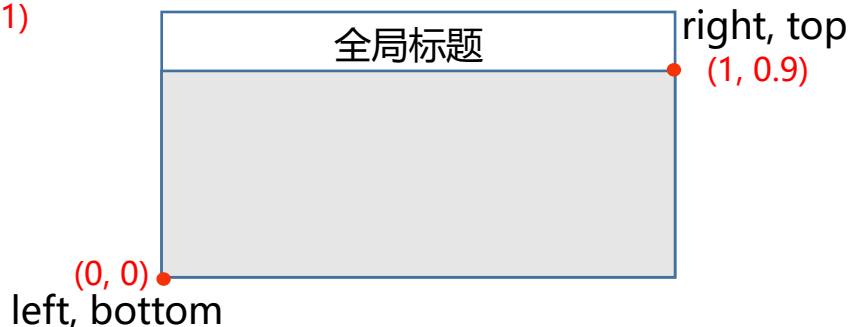 1)
全局标题
right, top
(1, 0.9)
(0, 0)
left, bottom